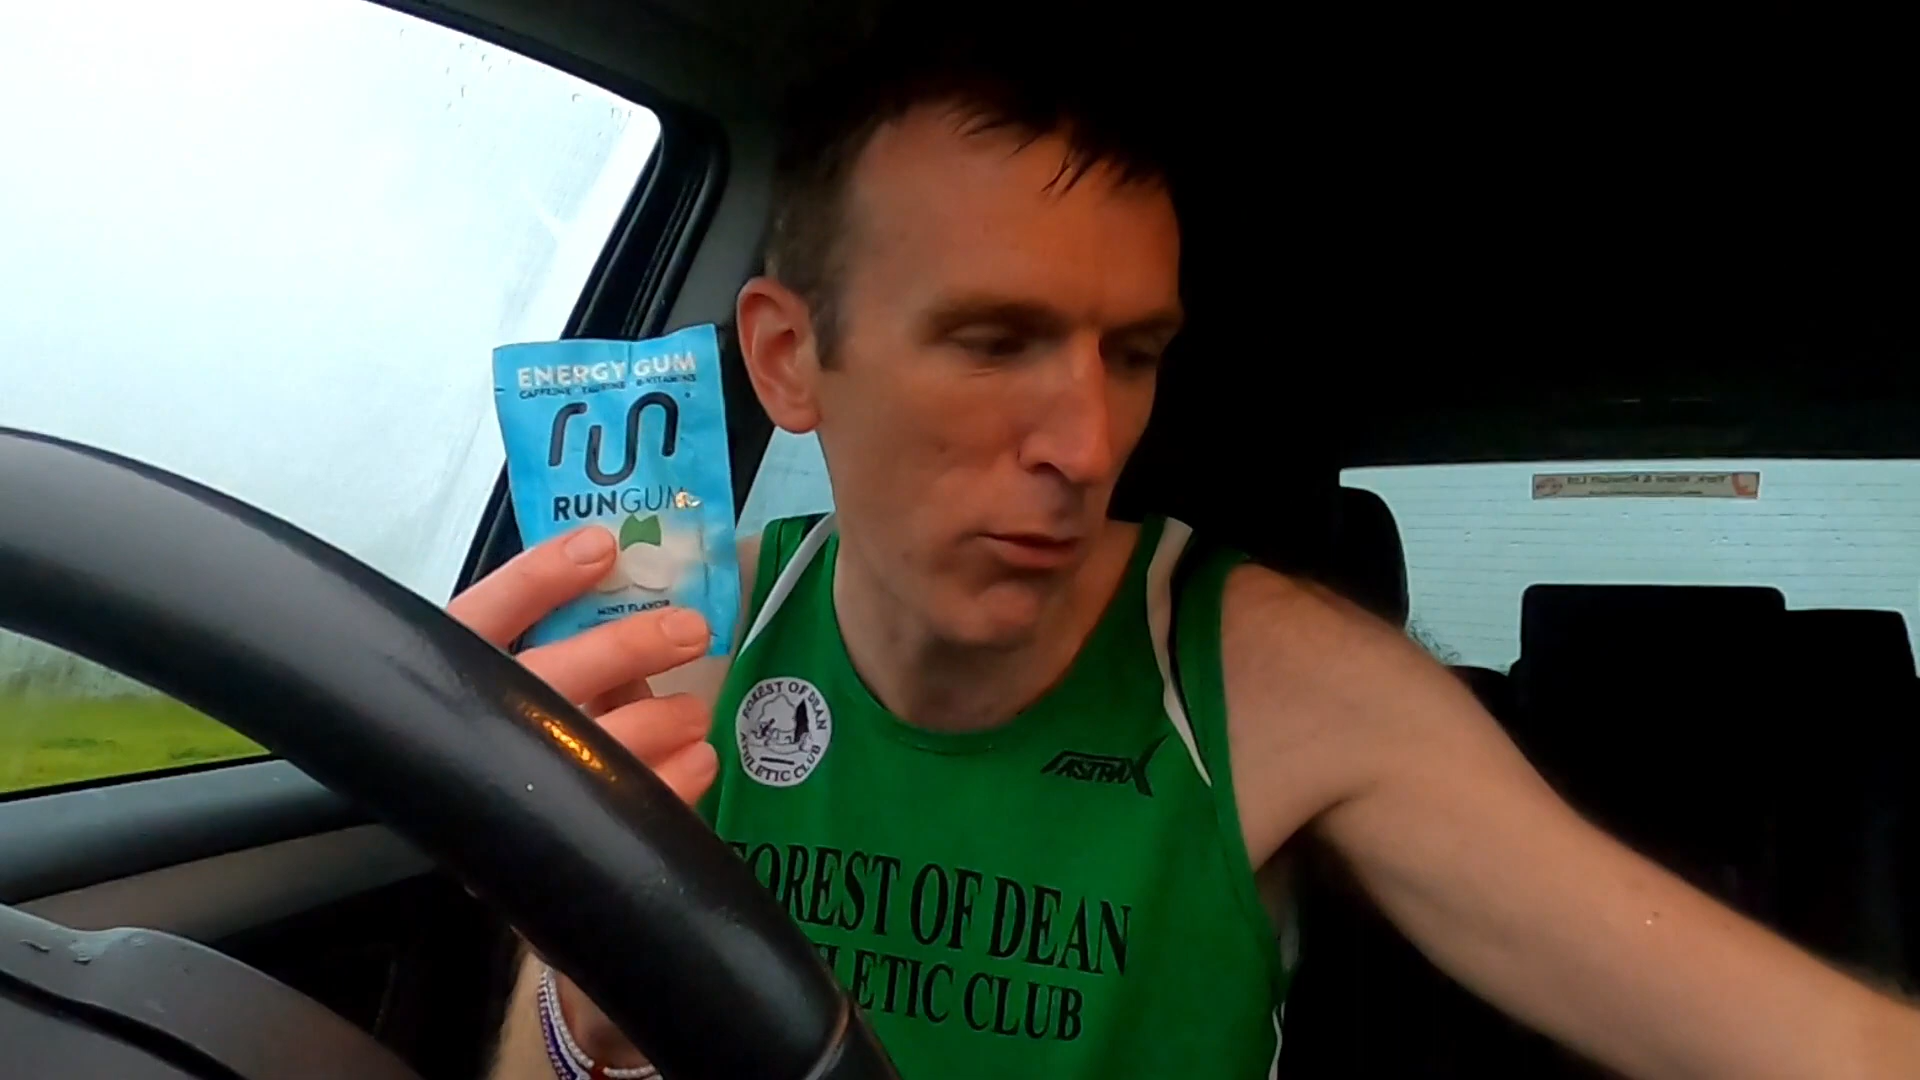 ENERGY GUM
CAFFEINE TAURINE B-VITAMINS
run
RUNGUM
MINT FLAVOR
FOREST OF DEAN
ATHLETIC CLUB
FASTRAX
FOREST OF DEAN
LETIC CLUB